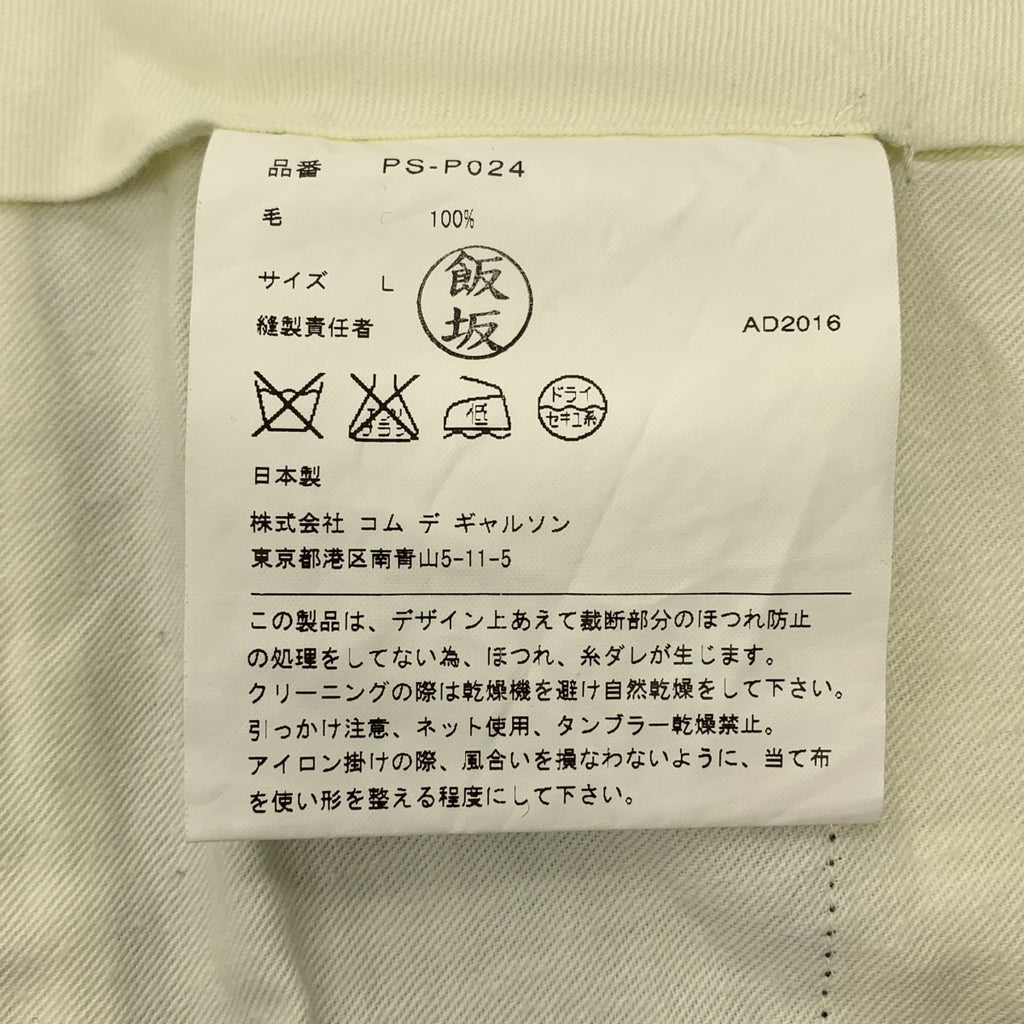 品番 PS-P024
毛 100%
サイズ L
飯坂
縫製責任者 AD2016
エンソ
サラシ
低
ドライ
セキユ系
日本製
株式会社 コム デ ギャルソン
東京都港区南青山5-11-5
この製品は、デザイン上あえて裁断部分のほつれ防止
の処理をしてない為、ほつれ、糸ダレが生じます。
クリーニングの際は乾燥機を避け自然乾燥をして下さい。
引っかけ注意、ネット使用、タンブラー乾燥禁止。
アイロン掛けの際、風合いを損なわないように、当て布
を使い形を整える程度にして下さい。